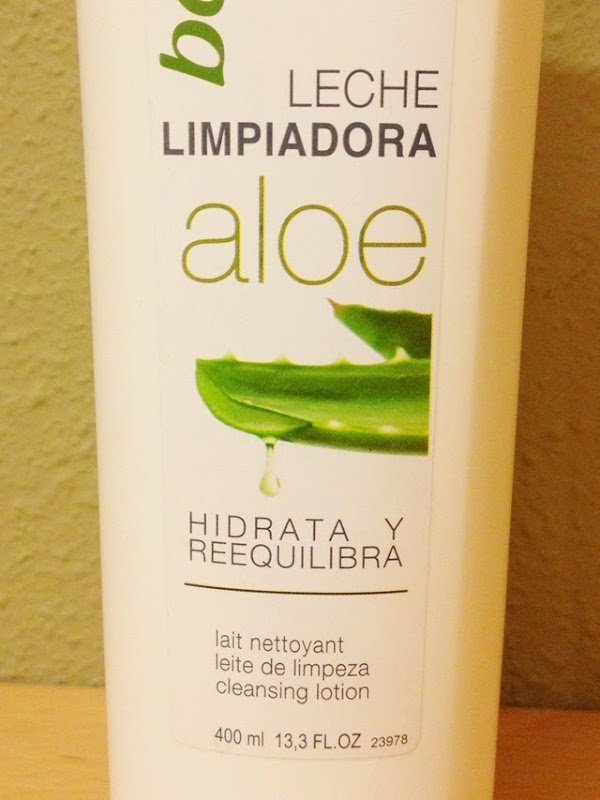 LECHE
LIMPIADORA
aloe
HIDRATA Y
REEQUILIBRA
lait nettoyant
leite de limpeza
cleansing lotion
400 ml 13,3 FL.OZ 23978